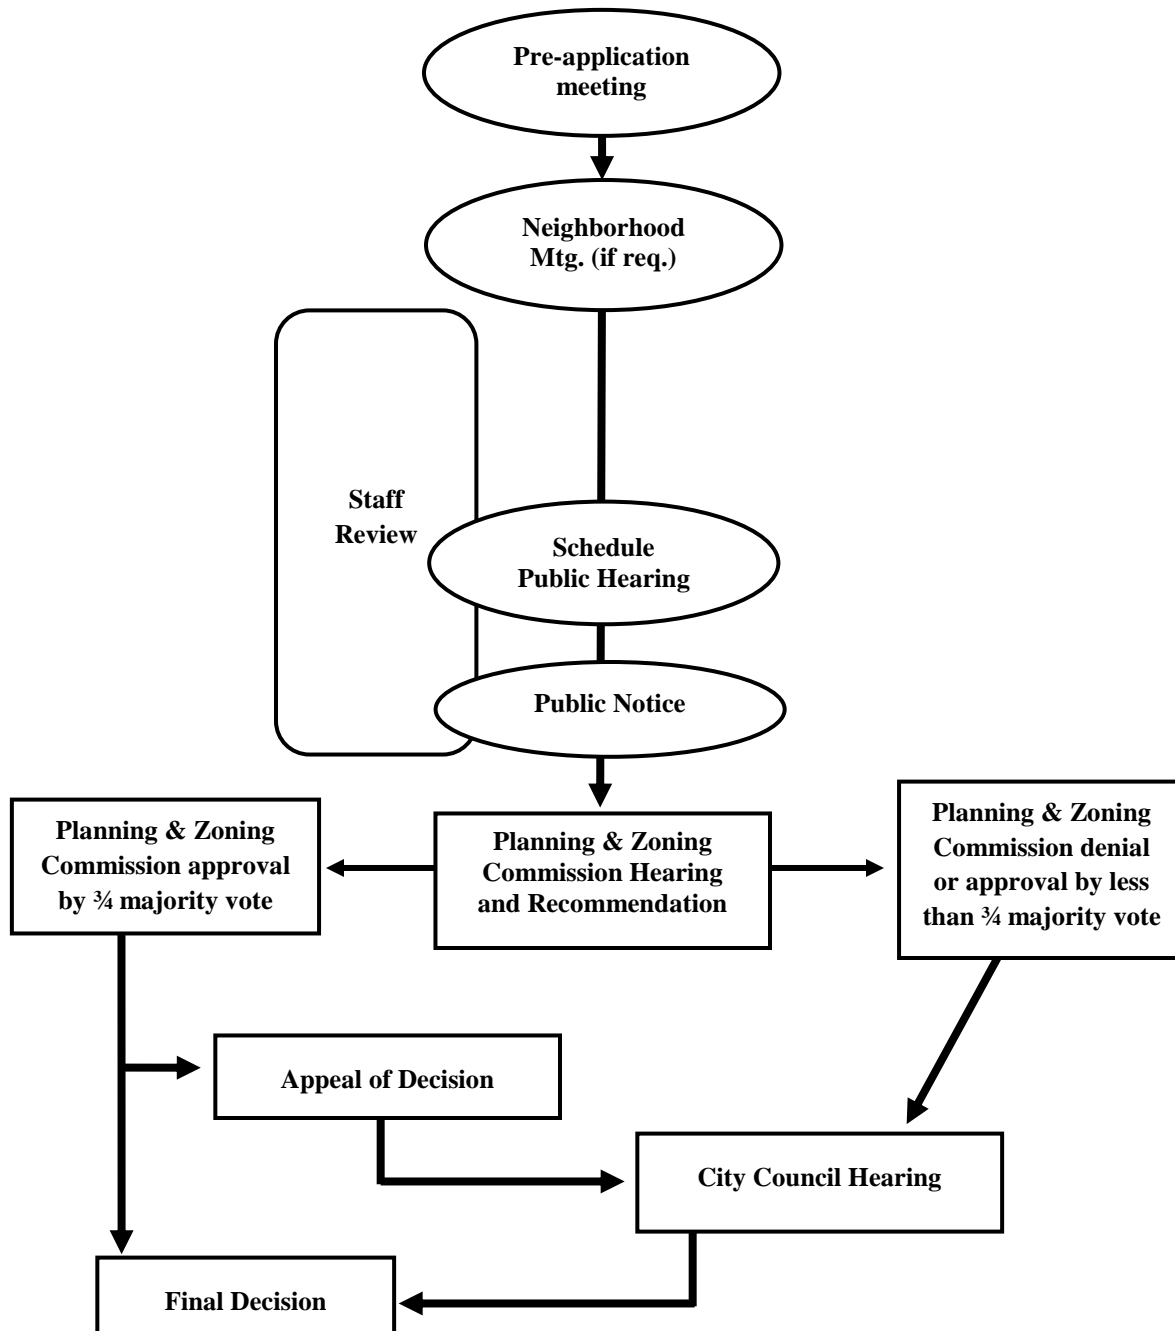 Pre-application
meeting
Neighborhood
Mtg. (if req.)
Staff
Review
Schedule
Public Hearing
Public Notice
Planning & Zoning
Commission approval
by ¾ majority vote
Planning & Zoning
Commission Hearing
and Recommendation
Planning & Zoning
Commission denial
or approval by less
than ¾ majority vote
Appeal of Decision
City Council Hearing
Final Decision